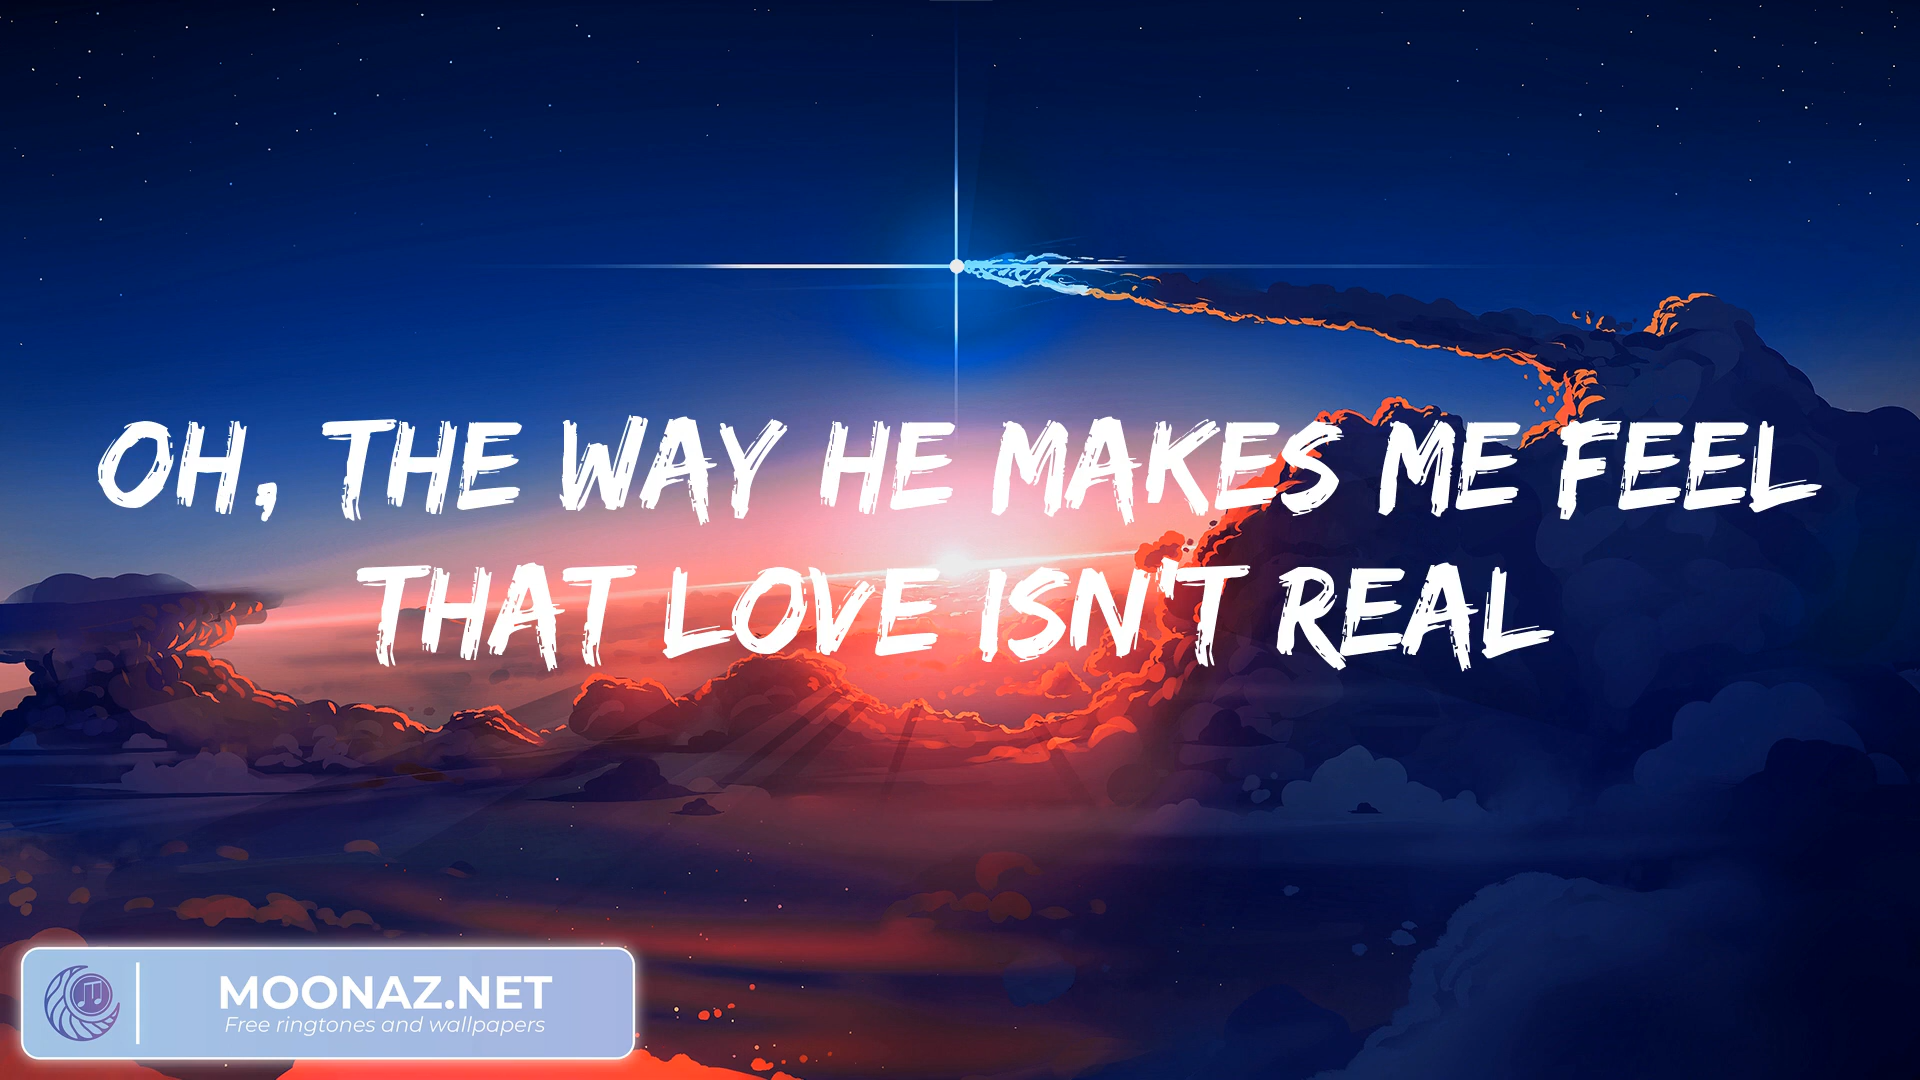 OH, THE WAY HE MAKES ME FEEL
THAT LOVE ISN'T REAL
MOONAZ.NET
Free ringtones and wallpapers